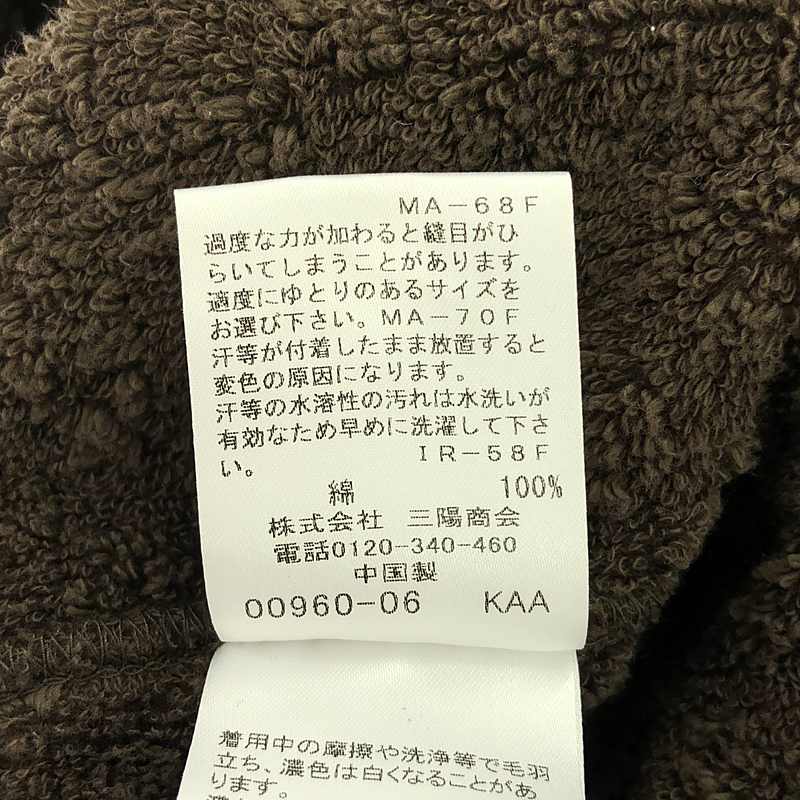 MA-68F
過度な力が加わると縫目がひ
らいてしまうことがあります。
適度にゆとりのあるサイズを
お選び下さい。MA-70F
汗等が付着したまま放置すると
変色の原因になります。
汗等の水溶性の汚れは水洗いが
有効なため早めに洗濯して下さ
い。 IR-58F
綿 100%
株式会社 三陽商会
電話0120-340-460
中国製
00960-06 KAA
着用中の摩擦や洗浄等で毛羽
立ち、濃色は白くなることがあ
ります。